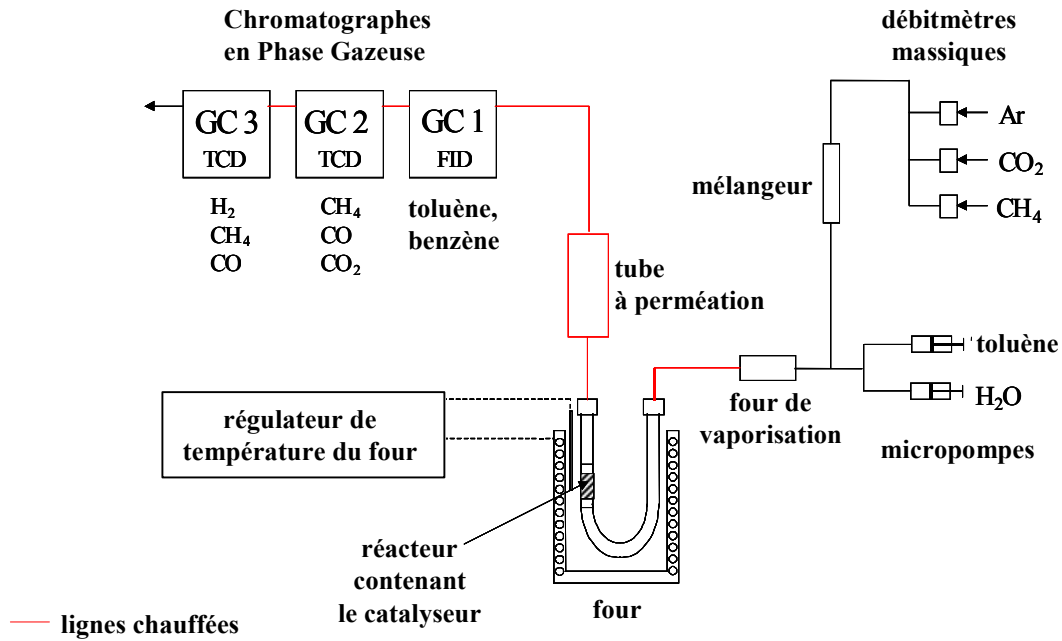 Chromatographes
en Phase Gazeuse
débitmètres
massiques
GC 3
TCD
GC 2
TCD
GC 1
FID
H₂
CH₄
CO
CH₄
CO
CO₂
toluène,
benzène
Ar
CO₂
CH₄
mélangeur
tube
à perméation
toluène
H₂O
micropompes
four de
vaporisation
régulateur de
température du four
réacteur
contenant
le catalyseur
four
lignes chauffées